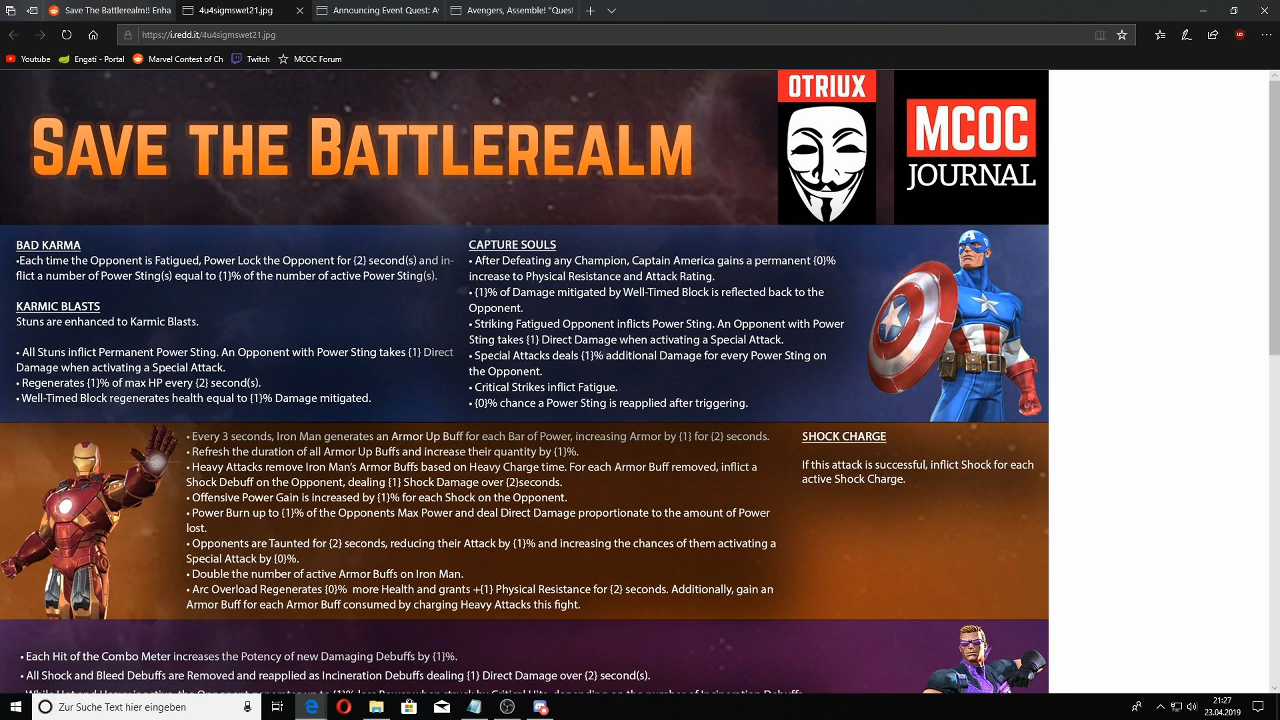 Save The Battlerealm!! Enha
4u4sigmswet21.jpg
Announcing Event Quest: Av
Avengers, Assemble! "Quest
https://i.redd.it/4u4sigmswet21.jpg
Youtube
Engati - Portal
Marvel Contest of Ch
Twitch
MCOC Forum
SAVE THE BATTLEREALM
OTRIUX
MCOC
JOURNAL
BAD KARMA
•Each time the Opponent is Fatigued, Power Lock the Opponent for {2} second(s) and in-
flict a number of Power Sting(s) equal to {1}% of the number of active Power Sting(s).
KARMIC BLASTS
Stuns are enhanced to Karmic Blasts.
• All Stuns inflict Permanent Power Sting. An Opponent with Power Sting takes {1} Direct
Damage when activating a Special Attack.
• Regenerates {1}% of max HP every {2} second(s).
• Well-Timed Block regenerates health equal to {1}% Damage mitigated.
CAPTURE SOULS
• After Defeating any Champion, Captain America gains a permanent {0}%
increase to Physical Resistance and Attack Rating.
• {1}% of Damage mitigated by Well-Timed Block is reflected back to the
Opponent.
• Striking Fatigued Opponent inflicts Power Sting. An Opponent with Power
Sting takes {1} Direct Damage when activating a Special Attack.
• Special Attacks deals {1}% additional Damage for every Power Sting on
the Opponent.
• Critical Strikes inflict Fatigue.
• {0}% chance a Power Sting is reapplied after triggering.
• Every 3 seconds, Iron Man generates an Armor Up Buff for each Bar of Power, increasing Armor by {1} for {2} seconds.
• Refresh the duration of all Armor Up Buffs and increase their quantity by {1}%.
• Heavy Attacks remove Iron Man's Armor Buffs based on Heavy Charge time. For each Armor Buff removed, inflict a
Shock Debuff on the Opponent, dealing {1} Shock Damage over {2}seconds.
• Offensive Power Gain is increased by {1}% for each Shock on the Opponent.
• Power Burn up to {1}% of the Opponents Max Power and deal Direct Damage proportionate to the amount of Power
lost.
• Opponents are Taunted for {2} seconds, reducing their Attack by {1}% and increasing the chances of them activating a
Special Attack by {0}%.
• Double the number of active Armor Buffs on Iron Man.
• Arc Overload Regenerates {0}%  more Health and grants +{1} Physical Resistance for {2} seconds. Additionally, gain an
Armor Buff for each Armor Buff consumed by charging Heavy Attacks this fight.
SHOCK CHARGE
If this attack is successful, inflict Shock for each
active Shock Charge.
• Each Hit of the Combo Meter increases the Potency of new Damaging Debuffs by {1}%.
• All Shock and Bleed Debuffs are Removed and reapplied as Incineration Debuffs dealing {1} Direct Damage over {2} second(s).
Zur Suche Text hier eingeben
21:27
23.04.2019